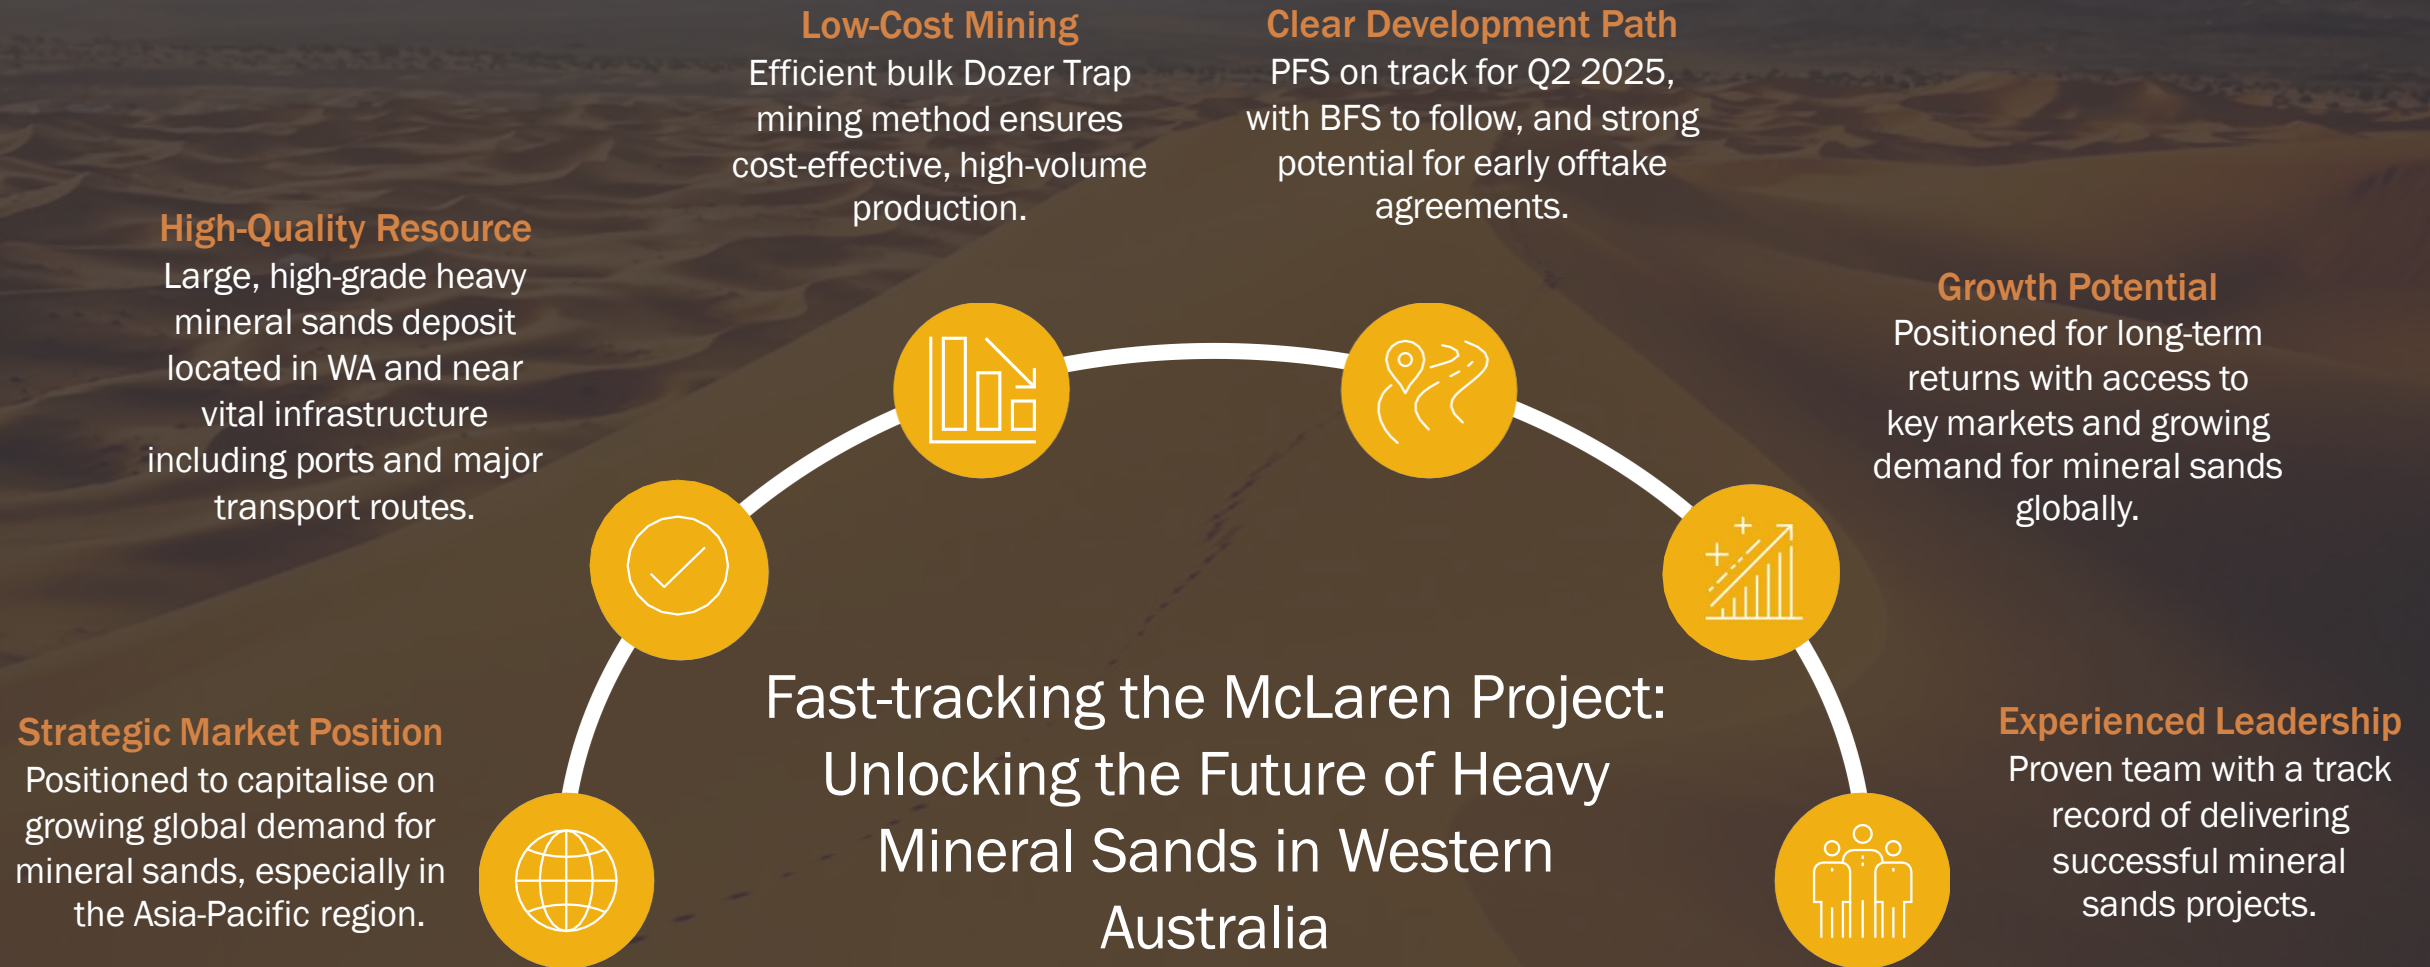 Low-Cost Mining
Efficient bulk Dozer Trap
mining method ensures
cost-effective, high-volume
production.
Clear Development Path
PFS on track for Q2 2025,
with BFS to follow, and strong
potential for early offtake
agreements.
High-Quality Resource
Large, high-grade heavy
mineral sands deposit
located in WA and near
vital infrastructure
including ports and major
transport routes.
Growth Potential
Positioned for long-term
returns with access to
key markets and growing
demand for mineral sands
globally.
Strategic Market Position
Positioned to capitalise on
growing global demand for
mineral sands, especially in
the Asia-Pacific region.
Fast-tracking the McLaren Project:
Unlocking the Future of Heavy
Mineral Sands in Western
Australia
Experienced Leadership
Proven team with a track
record of delivering
successful mineral
sands projects.